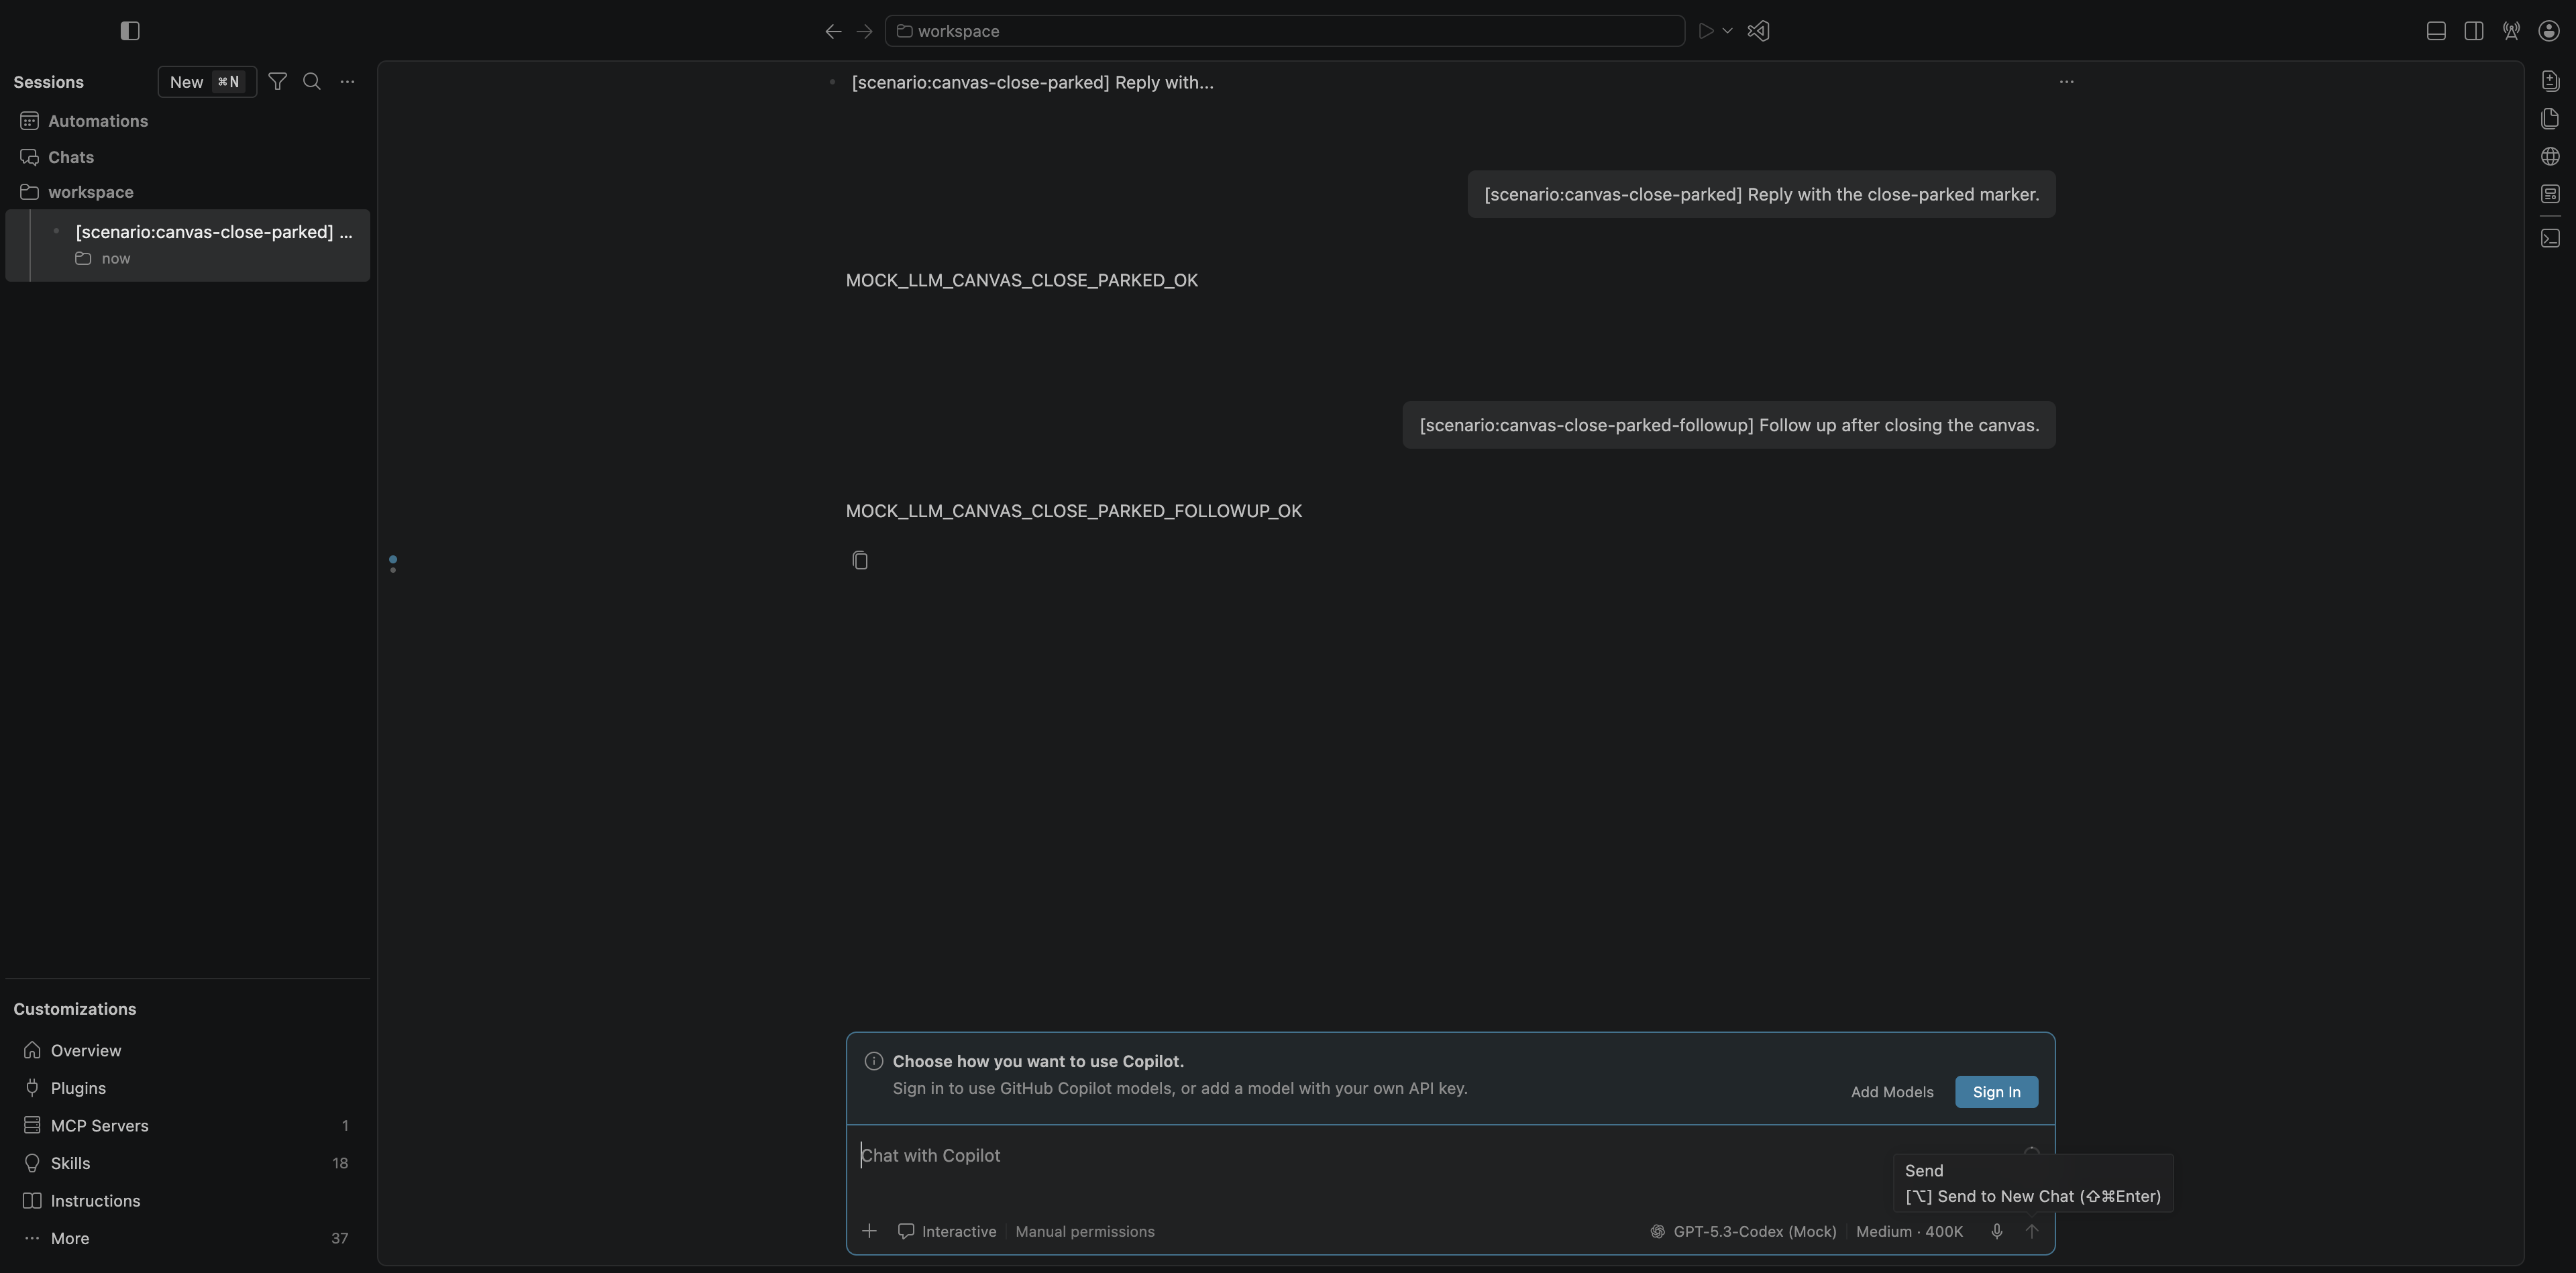 workspace
Sessions
New ⌘N
Automations
Chats
workspace
[scenario:canvas-close-parked] ...
now
[scenario:canvas-close-parked] Reply with...
[scenario:canvas-close-parked] Reply with the close-parked marker.
MOCK_LLM_CANVAS_CLOSE_PARKED_OK
[scenario:canvas-close-parked-followup] Follow up after closing the canvas.
MOCK_LLM_CANVAS_CLOSE_PARKED_FOLLOWUP_OK
Customizations
Overview
Plugins
MCP Servers 1
Skills 18
Instructions
More 37
Choose how you want to use Copilot.
Sign in to use GitHub Copilot models, or add a model with your own API key.
Add Models
Sign In
Chat with Copilot
Send
[⌥] Send to New Chat (⇧⌘Enter)
Interactive
Manual permissions
GPT-5.3-Codex (Mock)
Medium · 400K